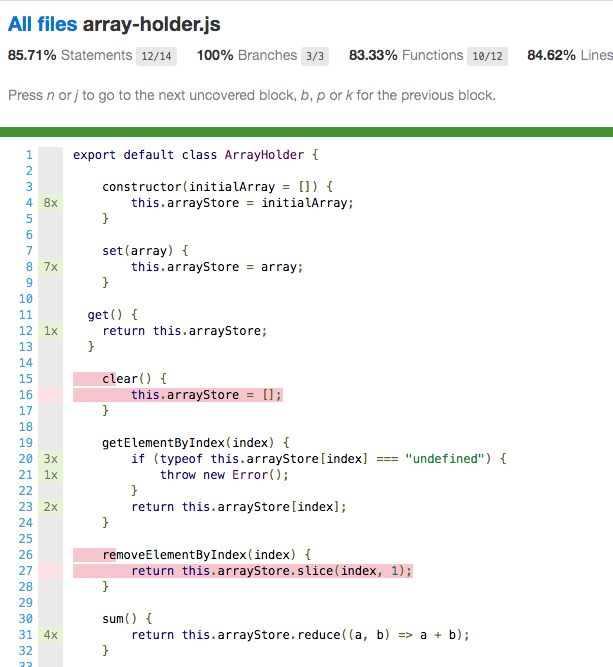 All files array-holder.js
85.71% Statements 12/14 100% Branches 3/3 83.33% Functions 10/12 84.62% Lines
Press n or j to go to the next uncovered block, b, p or k for the previous block.
1 export default class ArrayHolder {
2
3 constructor(initialArray = []) {
4 8x this.arrayStore = initialArray;
5 }
6
7 set(array) {
8 7x this.arrayStore = array;
9 }
10
11 get() {
12 1x return this.arrayStore;
13 }
14
15 clear() {
16 this.arrayStore = [];
17 }
18
19 getElementByIndex(index) {
20 3x if (typeof this.arrayStore[index] === "undefined") {
21 1x throw new Error();
22 }
23 2x return this.arrayStore[index];
24 }
25
26 removeElementByIndex(index) {
27 return this.arrayStore.slice(index, 1);
28 }
29
30 sum() {
31 4x return this.arrayStore.reduce((a, b) => a + b);
32 }
33